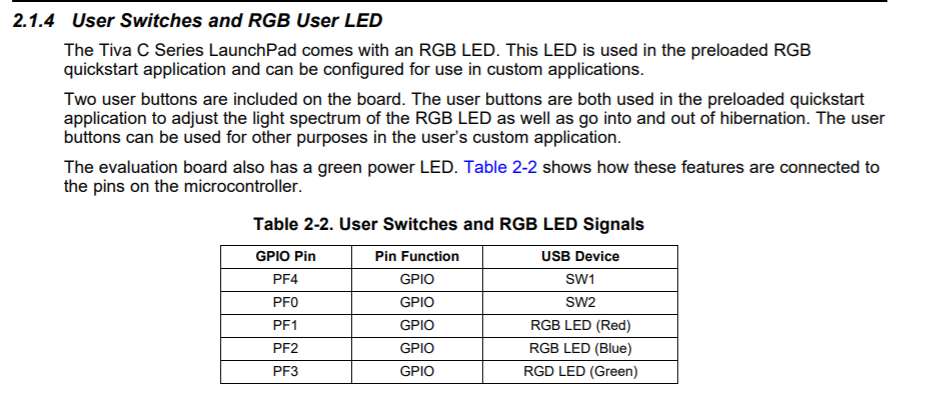 2.1.4 User Switches and RGB User LED
The Tiva C Series LaunchPad comes with an RGB LED. This LED is used in the preloaded RGB
quickstart application and can be configured for use in custom applications.
Two user buttons are included on the board. The user buttons are both used in the preloaded quickstart
application to adjust the light spectrum of the RGB LED as well as go into and out of hibernation. The user
buttons can be used for other purposes in the user's custom application.
The evaluation board also has a green power LED. Table 2-2 shows how these features are connected to
the pins on the microcontroller.
Table 2-2. User Switches and RGB LED Signals
GPIO Pin Pin Function USB Device
PF4 GPIO SW1
PF0 GPIO SW2
PF1 GPIO RGB LED (Red)
PF2 GPIO RGB LED (Blue)
PF3 GPIO RGD LED (Green)